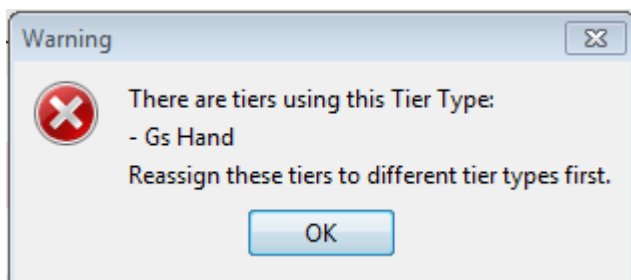 Warning
There are tiers using this Tier Type:
- Gs Hand
Reassign these tiers to different tier types first.
OK